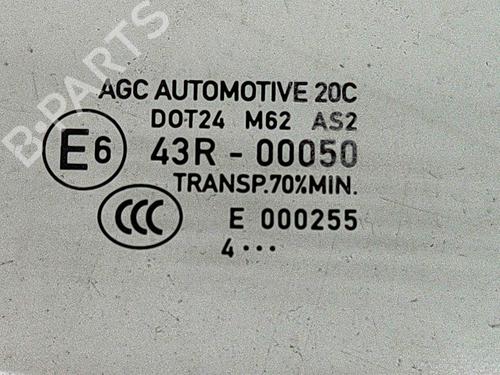 B-PARTS
AGC AUTOMOTIVE 20C
DOT24 M62 AS2
E6 43R - 00050
TRANSP.70%MIN.
CCC E 000255
4 •••